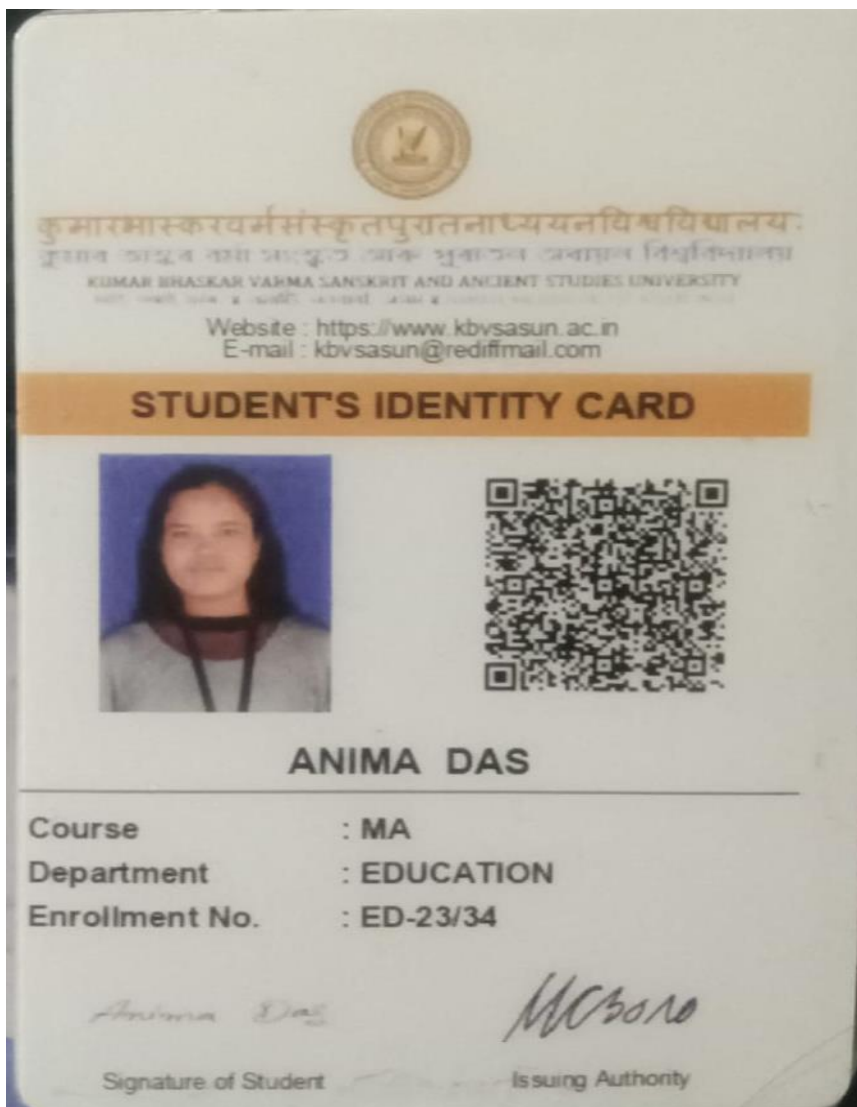 कुमारभास्करवर्मसंस्कृतपुरातनाध्ययनविश्वविद्यालयः
KUMAR BHASKAR VARMA SANSKRIT AND ANCIENT STUDIES UNIVERSITY
Website : https://www.kbvsasun.ac.in
E-mail : kbvsasun@rediffmail.com
STUDENT'S IDENTITY CARD
ANIMA DAS
Course : MA
Department : EDUCATION
Enrollment No. : ED-23/34
Anima Das
Signature of Student Issuing Authority